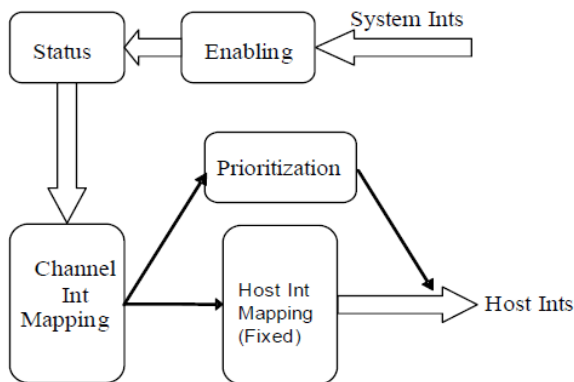 System Ints
Status
Enabling
Prioritization
Channel
Int
Mapping
Host Int
Mapping
(Fixed)
Host Ints